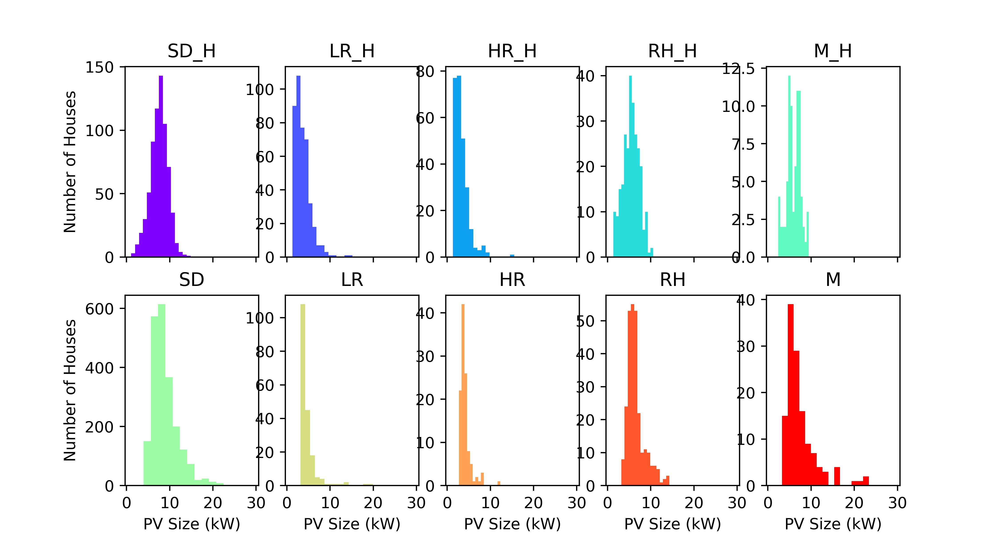 SD_H LR_H HR_H RH_H M_H
150 100 50 0
Number of Houses
100 80 60 40 20 0
80 60 40 20 0
40 30 20 10 0
12.5 10.0 7.5 5.0 2.5 0.0
SD LR HR RH M
600 400 200 0
Number of Houses
100 80 60 40 20 0
40 30 20 10 0
50 40 30 20 10 0
40 30 20 10 0
0 10 20 30 0 10 20 30 0 10 20 30 0 10 20 30 0 10 20 30
PV Size (kW) PV Size (kW) PV Size (kW) PV Size (kW) PV Size (kW)